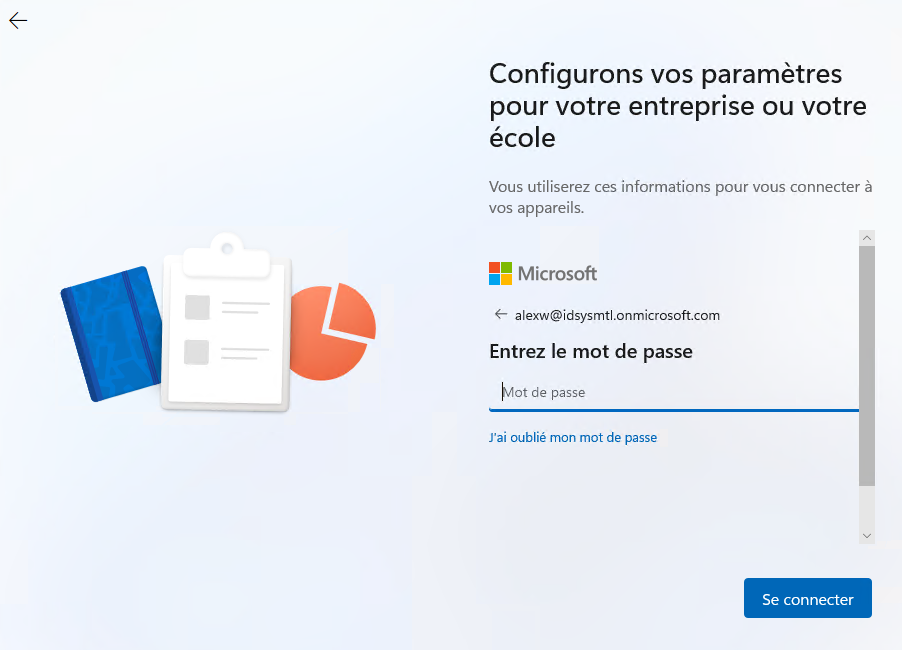 Configurons vos paramètres
pour votre entreprise ou votre
école
Vous utiliserez ces informations pour vous connecter à
vos appareils.
Microsoft
alexw@idsysmtl.onmicrosoft.com
Entrez le mot de passe
Mot de passe
J'ai oublié mon mot de passe
Se connecter